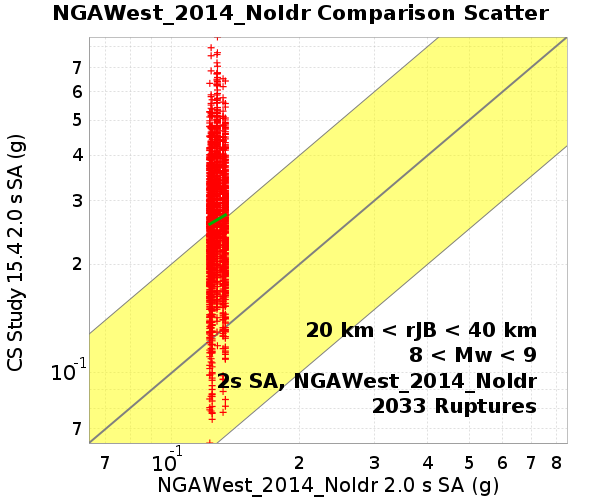 NGAWest_2014_NoIdr Comparison Scatter
CS Study 15.4 2.0 s SA (g)
7
6
5
4
3
2
10-1
7
20 km < rJB < 40 km
8 < Mw < 9
2s SA, NGAWest_2014_NoIdr
2033 Ruptures
7 10-1 2 3 4 5 6 7 8
NGAWest_2014_NoIdr 2.0 s SA (g)